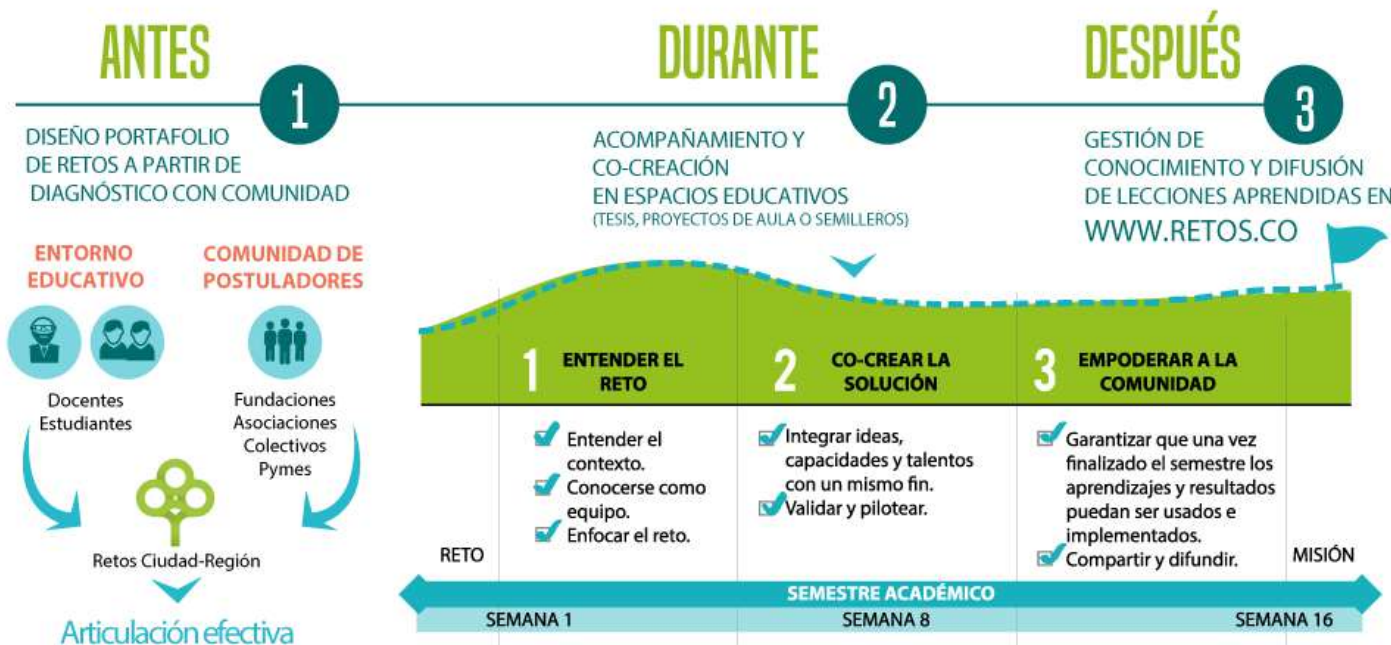 ANTES
1
DISEÑO PORTAFOLIO
DE RETOS A PARTIR DE
DIAGNÓSTICO CON COMUNIDAD
ENTORNO
EDUCATIVO
Docentes
Estudiantes
COMUNIDAD DE
POSTULADORES
Fundaciones
Asociaciones
Colectivos
Pymes
Retos Ciudad-Región
Articulación efectiva
DURANTE
2
ACOMPAÑAMIENTO Y
CO-CREACIÓN
EN ESPACIOS EDUCATIVOS
(TESIS, PROYECTOS DE AULA O SEMILLEROS)
DESPUÉS
3
GESTIÓN DE
CONOCIMIENTO Y DIFUSIÓN
DE LECCIONES APRENDIDAS EN
WWW.RETOS.CO
1 ENTENDER EL
RETO
Entender el
contexto.
Conocerse como
equipo.
Enfocar el reto.
2 CO-CREAR LA
SOLUCIÓN
Integrar ideas,
capacidades y talentos
con un mismo fin.
Validar y pilotear.
3 EMPODERAR A LA
COMUNIDAD
Garantizar que una vez
finalizado el semestre los
aprendizajes y resultados
puedan ser usados e
implementados.
Compartir y difundir.
RETO
MISIÓN
SEMESTRE ACADÉMICO
SEMANA 1
SEMANA 8
SEMANA 16